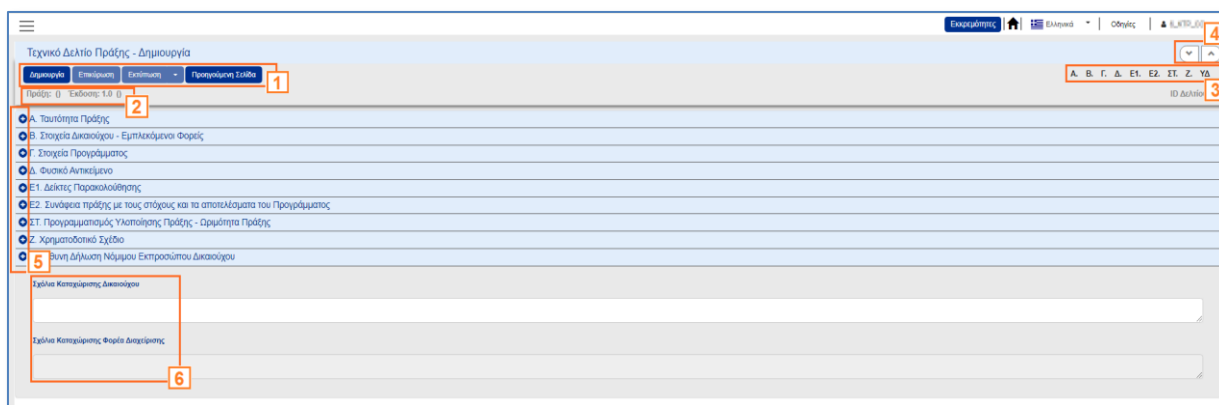 Εκκρεμότητες Ελληνικά Οδηγίες
4
Τεχνικό Δελτίο Πράξης - Δημιουργία
Δημιουργία Επικύρωση Εκτύπωση Προηγούμενη Σελίδα 1 Α. Β. Γ. Δ. Ε1. Ε2. ΣΤ. Ζ. ΥΔ
Πράξη: () Έκδοση: 1.0 () 2 ID Δελτίου 3
Α. Ταυτότητα Πράξης
Β. Στοιχεία Δικαιούχου - Εμπλεκόμενοι Φορείς
Γ. Στοιχεία Προγράμματος
Δ. Φυσικό Αντικείμενο
Ε1. Δείκτες Παρακολούθησης
Ε2. Συνάφεια πράξης με τους στόχους και τα αποτελέσματα του Προγράμματος
ΣΤ. Προγραμματισμός Υλοποίησης Πράξης - Ωριμότητα Πράξης
Ζ. Χρηματοδοτικό Σχέδιο
5 Δήλωση Νόμιμου Εκπροσώπου Δικαιούχου
Σχόλια Καταχώρισης Δικαιούχου
Σχόλια Καταχώρισης Φορέα Διαχείρισης
6